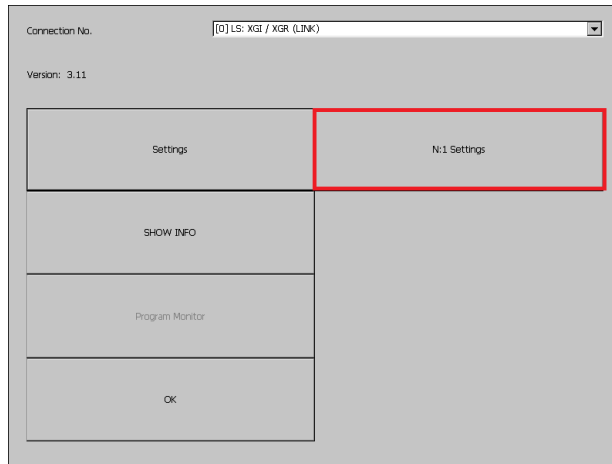 Connection No. [0] LS: XGI / XGR (LINK)
Version: 3.11
Settings N:1 Settings
SHOW INFO
Program Monitor
OK